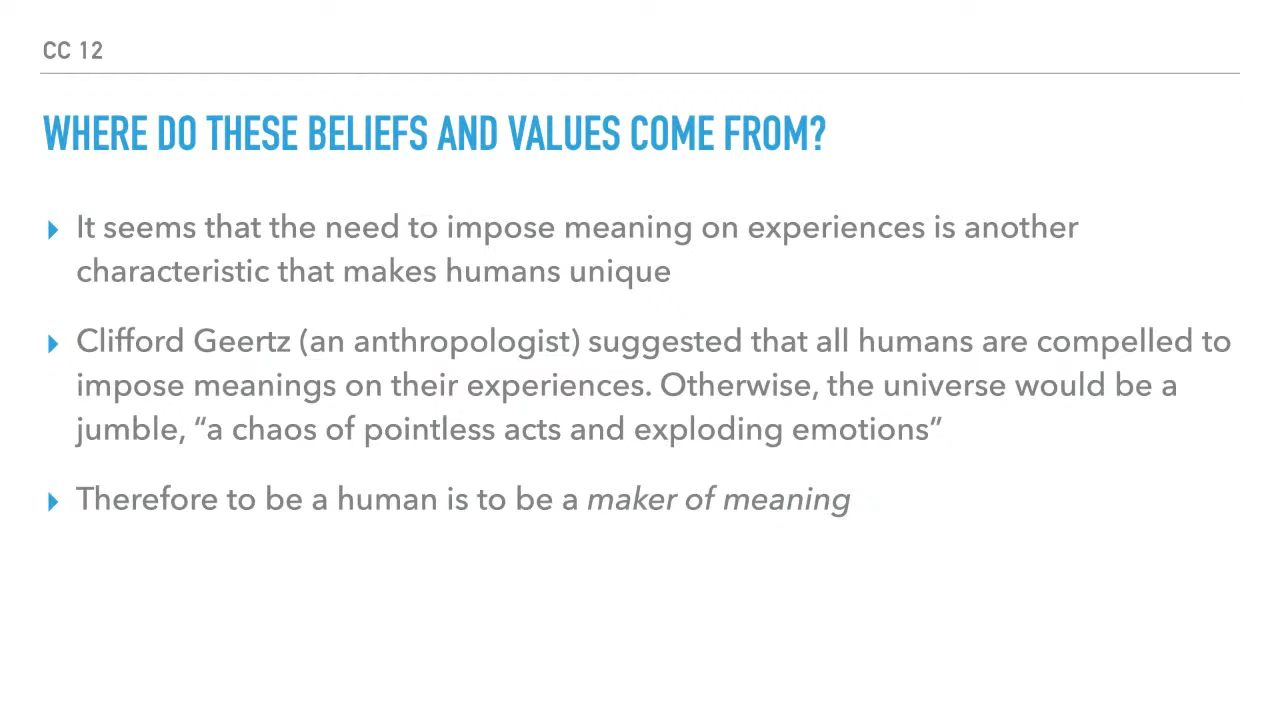 CC 12
WHERE DO THESE BELIEFS AND VALUES COME FROM?
It seems that the need to impose meaning on experiences is another
characteristic that makes humans unique
Clifford Geertz (an anthropologist) suggested that all humans are compelled to
impose meanings on their experiences. Otherwise, the universe would be a
jumble, “a chaos of pointless acts and exploding emotions”
Therefore to be a human is to be a maker of meaning